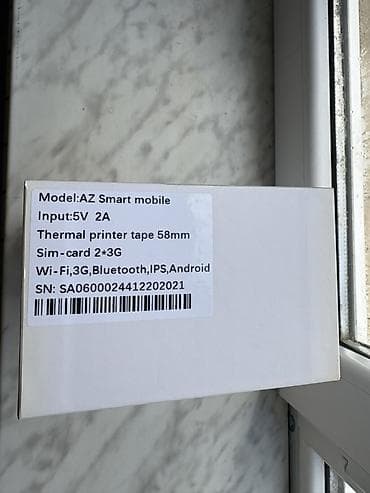 Model:AZ Smart mobile
Input:5V 2A
Thermal printer tape 58mm
Sim-card 2*3G
Wi-Fi,3G,Bluetooth,IPS,Android
SN: SA0600024412202021